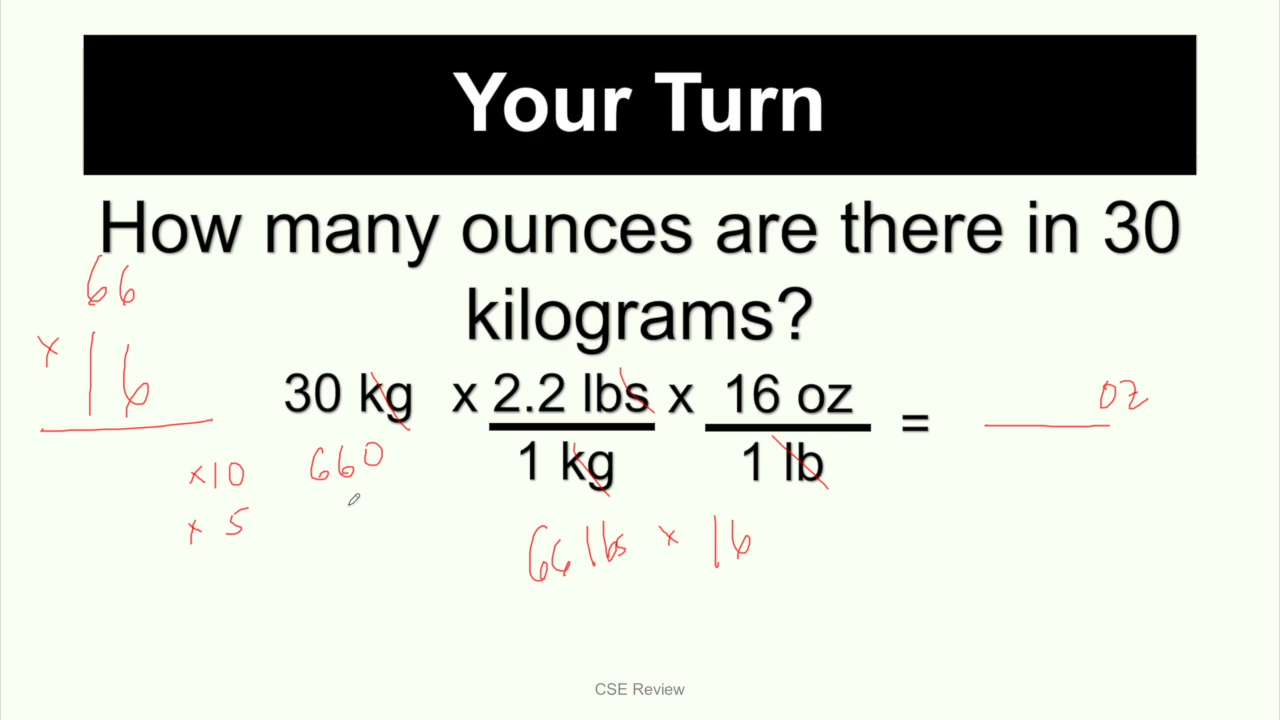 Your Turn
How many ounces are there in 30
kilograms?
66
x 16
30 kg x 2.2 lbs x 16 oz = oz
1 kg 1 lb
x10 660
x 5
66 lbs x 16
CSE Review